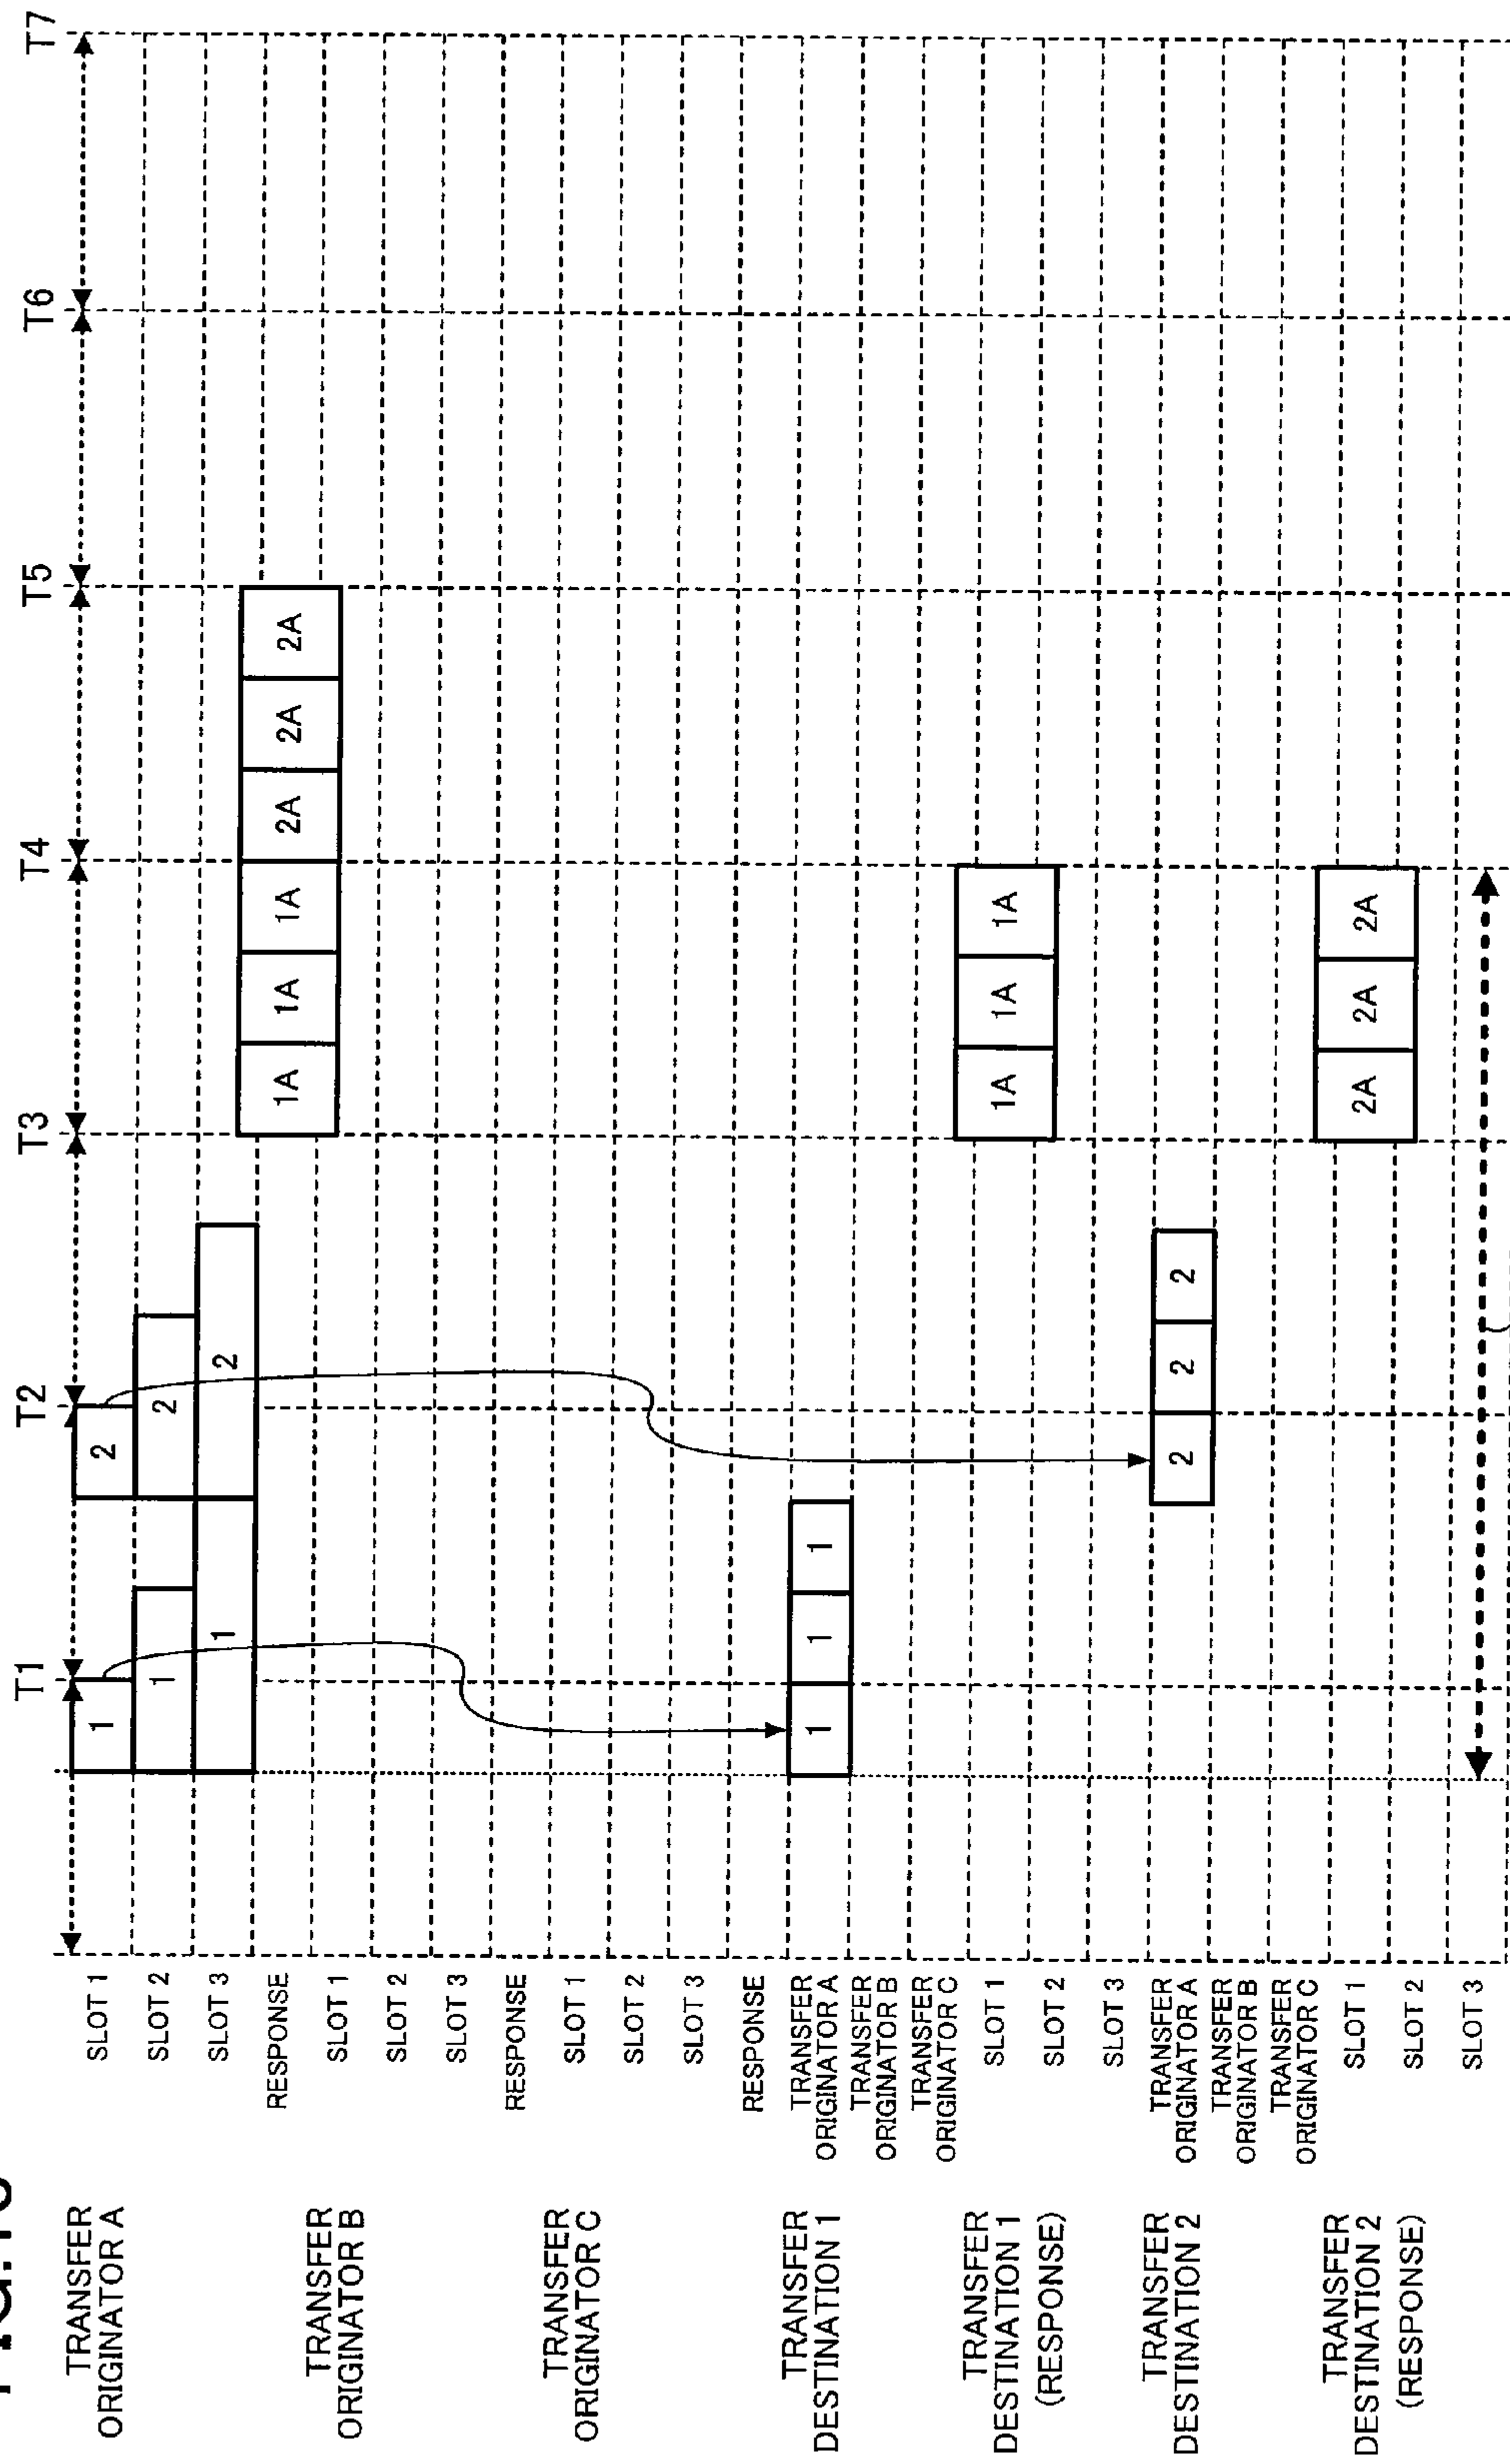 T1
T2
T3
T4
T5
T6
T7
TRANSFER
ORIGINATOR A
SLOT 1
1
2
SLOT 2
1
2
SLOT 3
1
2
RESPONSE
1A
1A
1A
2A
2A
2A
TRANSFER
ORIGINATOR B
SLOT 1
SLOT 2
SLOT 3
RESPONSE
TRANSFER
ORIGINATOR C
SLOT 1
SLOT 2
SLOT 3
RESPONSE
TRANSFER
DESTINATION 1
TRANSFER
ORIGINATOR A
1
1
1
TRANSFER
ORIGINATOR B
TRANSFER
ORIGINATOR C
TRANSFER
DESTINATION 1
(RESPONSE)
SLOT 1
1A
1A
1A
SLOT 2
SLOT 3
TRANSFER
DESTINATION 2
TRANSFER
ORIGINATOR A
2
2
2
TRANSFER
ORIGINATOR B
TRANSFER
ORIGINATOR C
TRANSFER
DESTINATION 2
(RESPONSE)
SLOT 1
2A
2A
2A
SLOT 2
SLOT 3